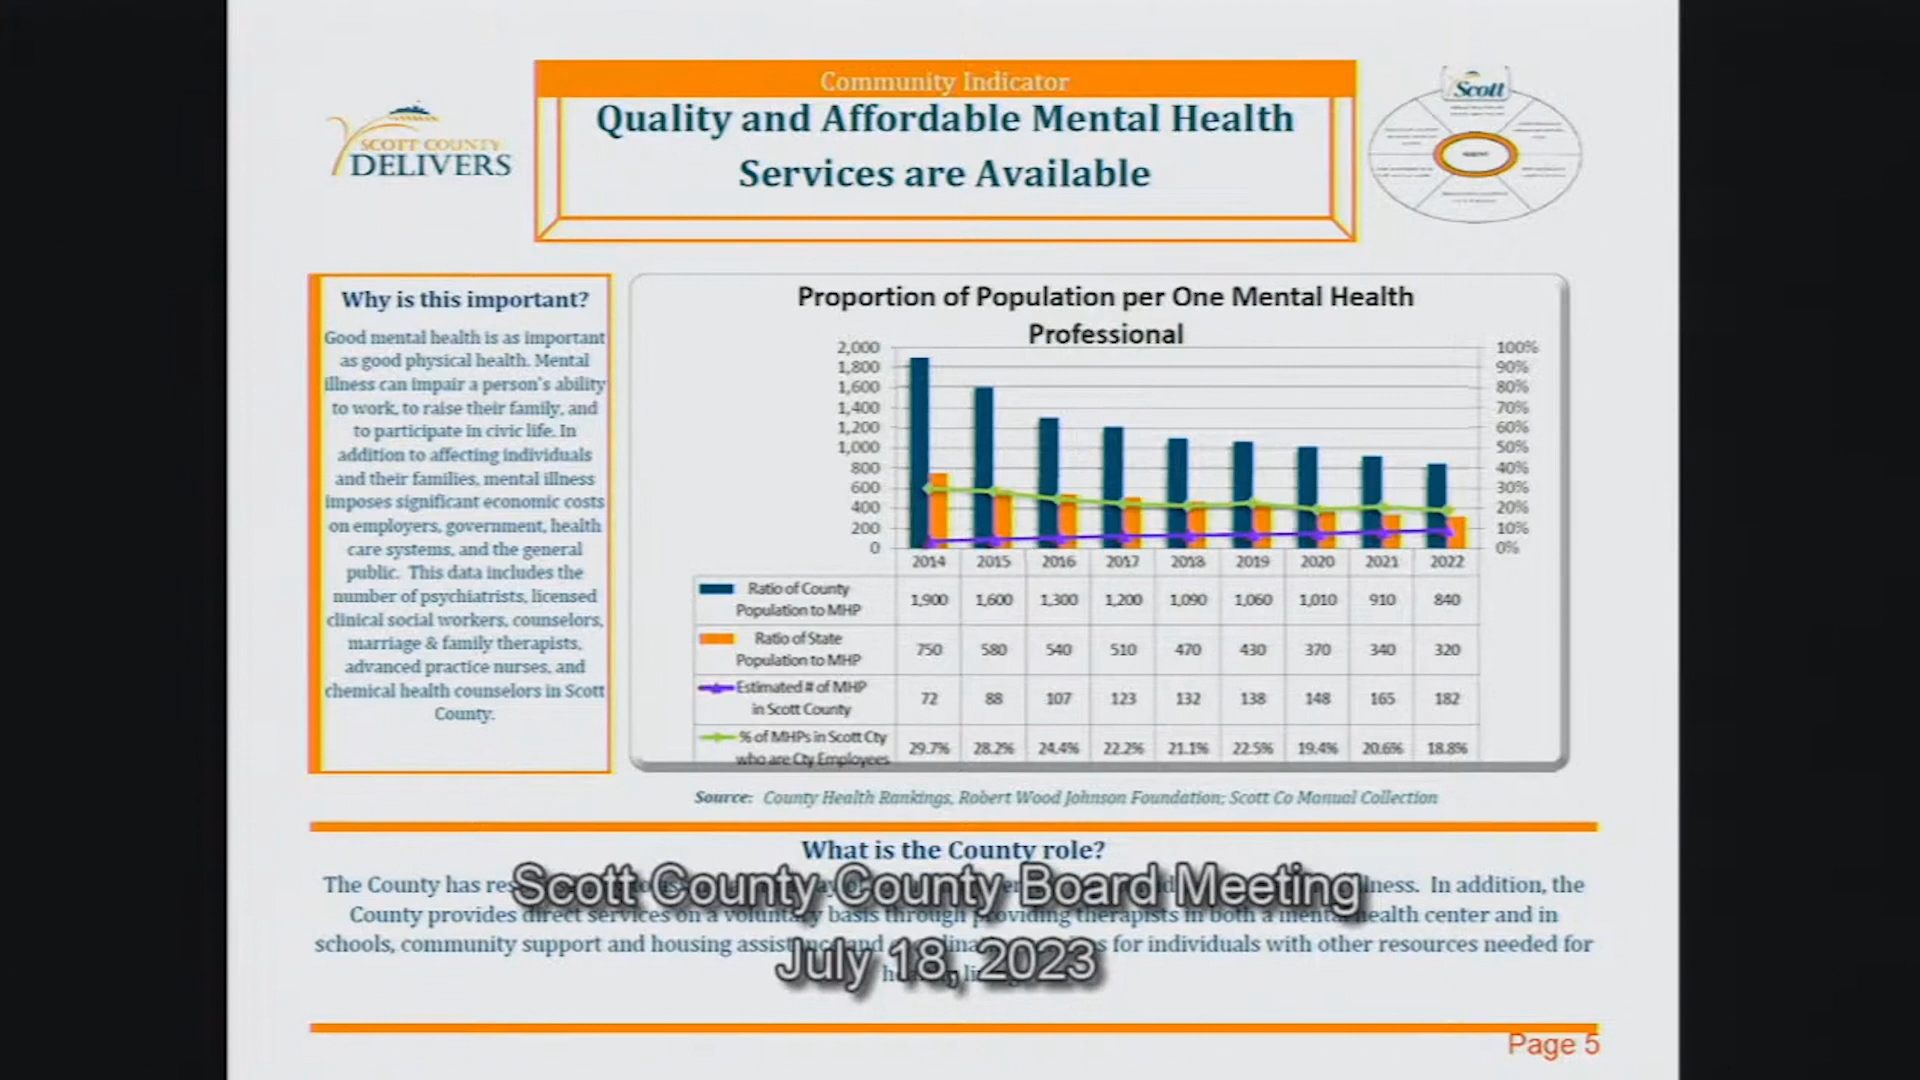 Community Indicator
Quality and Affordable Mental Health
Services are Available
SCOTT COUNTY
DELIVERS
Scott
Why is this important?
Good mental health is as important
as good physical health. Mental
illness can impair a person's ability
to work, to raise their family, and
to participate in civic life. In
addition to affecting individuals
and their families, mental illness
imposes significant economic costs
on employers, government, health
care systems, and the general
public. This data includes the
number of psychiatrists, licensed
clinical social workers, counselors,
marriage & family therapists,
advanced practice nurses, and
chemical health counselors in Scott
County.
Proportion of Population per One Mental Health
Professional
2,000 100%
1,800 90%
1,600 80%
1,400 70%
1,200 60%
1,000 50%
800 40%
600 30%
400 20%
200 10%
0 0%
2014 2015 2016 2017 2018 2019 2020 2021 2022
Ratio of County
Population to MHP
1,900 1,600 1,300 1,200 1,090 1,060 1,010 910 840
Ratio of State
Population to MHP
750 580 540 510 470 430 370 340 320
Estimated # of MHP
in Scott County
72 88 107 123 132 138 148 165 182
% of MHPs in Scott Cty
who are Cty Employees
29.7% 28.2% 24.4% 22.2% 21.1% 22.5% 19.4% 20.6% 18.8%
Source: County Health Rankings, Robert Wood Johnson Foundation; Scott Co Manual Collection
What is the County role?
The County has In addition, the
County provides direct services on a voluntary basis through providing therapists in both a mental health center and in
schools, community support and housing for individuals with other resources needed for
Scott County County Board Meeting
July 18, 2023
Page 5